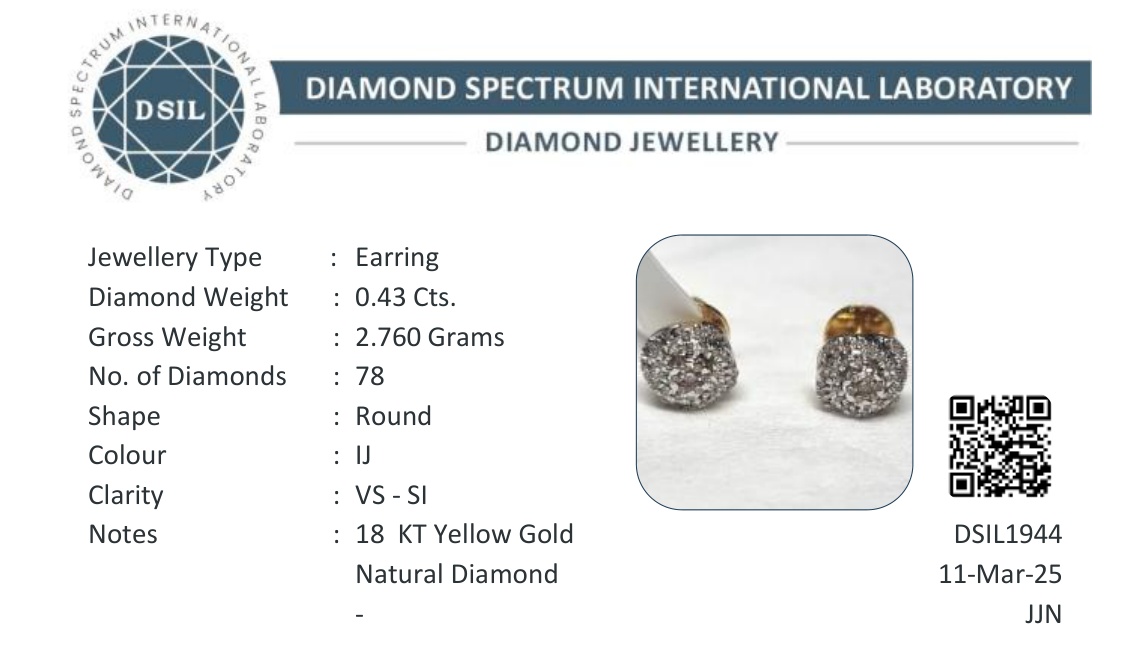 DIAMOND SPECTRUM INTERNATIONAL LABORATORY
DSIL
DIAMOND SPECTRUM INTERNATIONAL LABORATORY
DIAMOND JEWELLERY
Jewellery Type : Earring
Diamond Weight : 0.43 Cts.
Gross Weight : 2.760 Grams
No. of Diamonds : 78
Shape : Round
Colour : IJ
Clarity : VS - SI
Notes : 18 KT Yellow Gold
Natural Diamond
-
DSIL1944
11-Mar-25
JJN